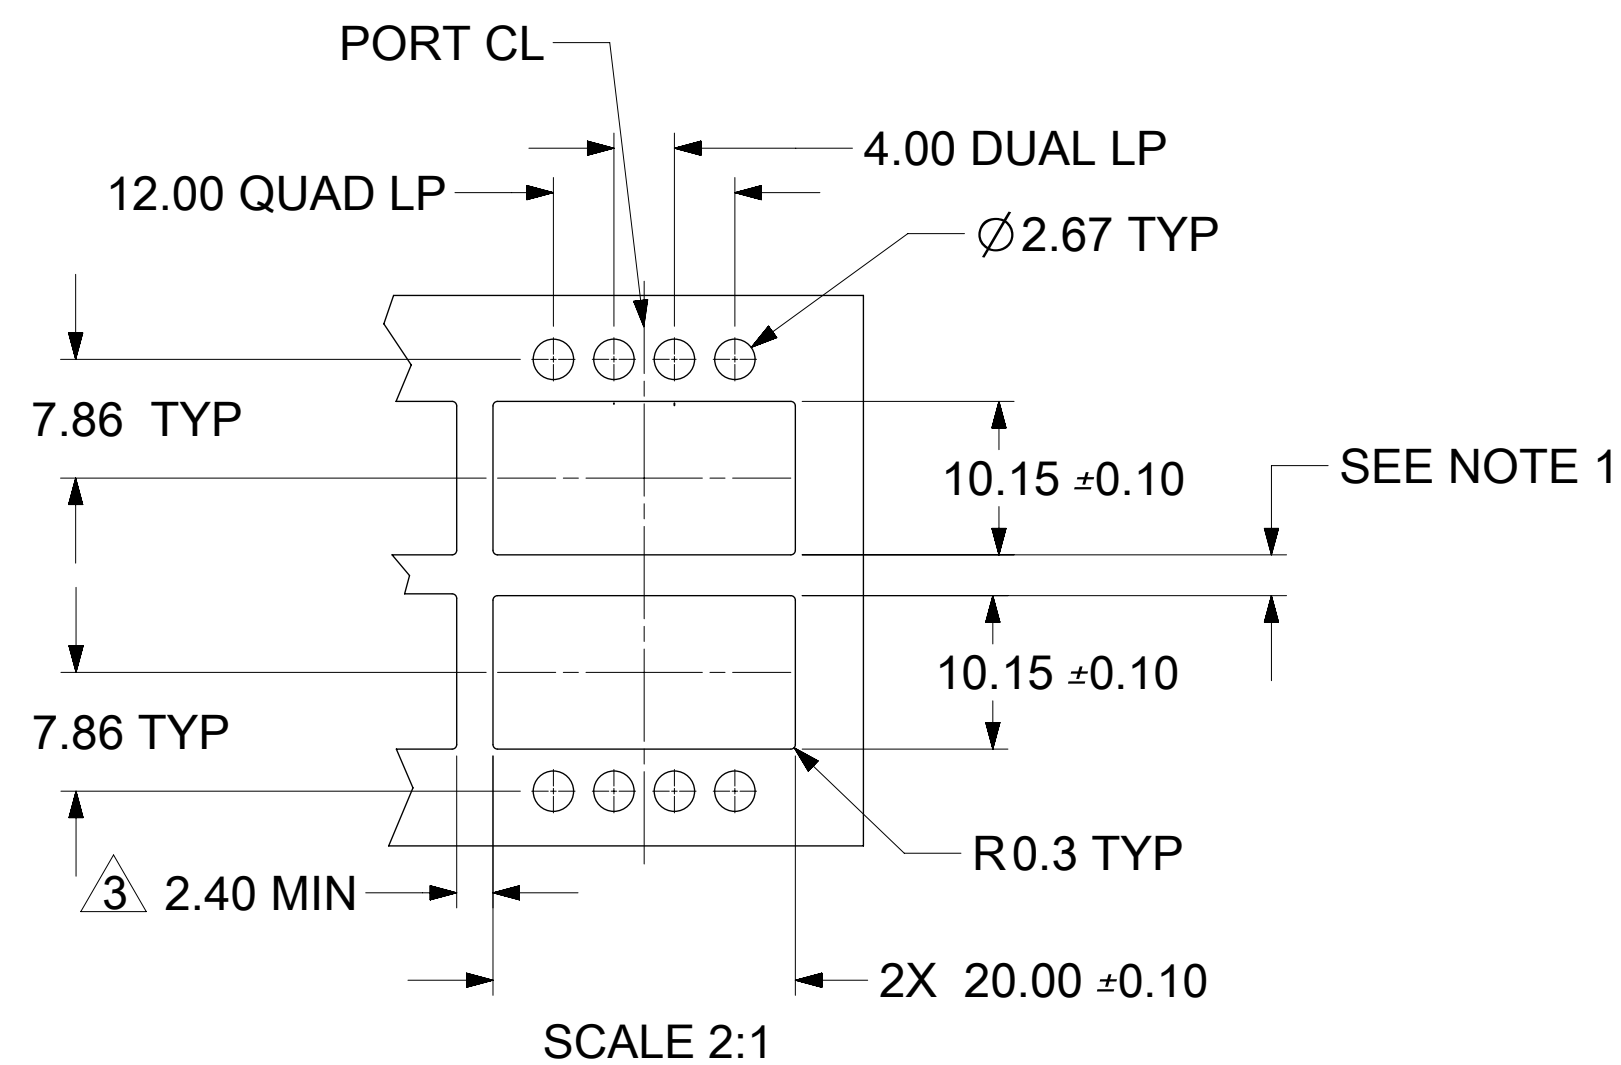 PORT CL
4.00 DUAL LP
12.00 QUAD LP
∅2.67 TYP
7.86 TYP
10.15 ±0.10
SEE NOTE 1
10.15 ±0.10
7.86 TYP
R0.3 TYP
3 2.40 MIN
2X 20.00 ±0.10
SCALE 2:1